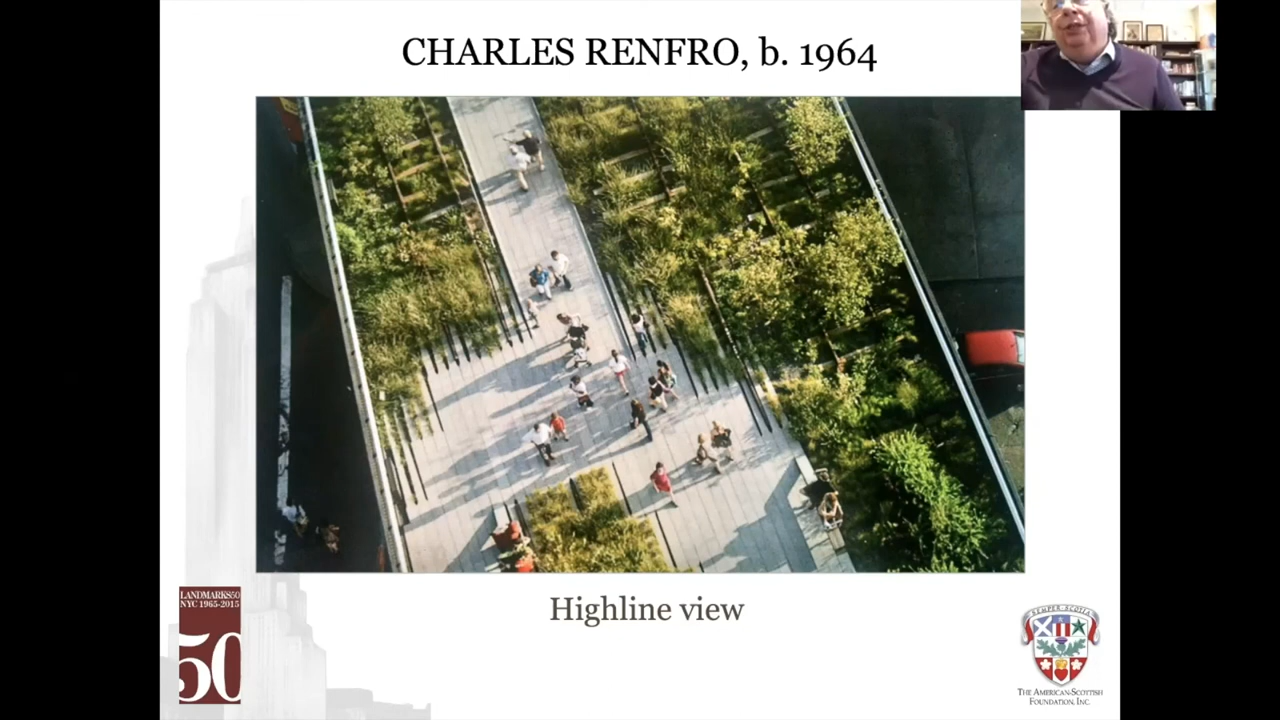 CHARLES RENFRO, b. 1964
Highline view
LANDMARKS50
NYC 1965-2015
50
SEMPER SCOTIA
THE AMERICAN-SCOTTISH
FOUNDATION, INC.